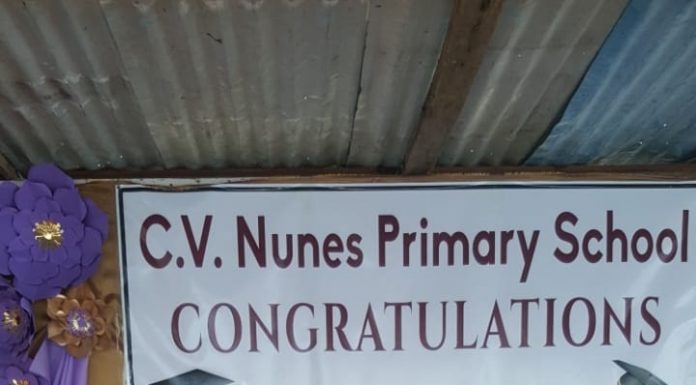 C.V. Nunes Primary School
CONGRATULATIONS